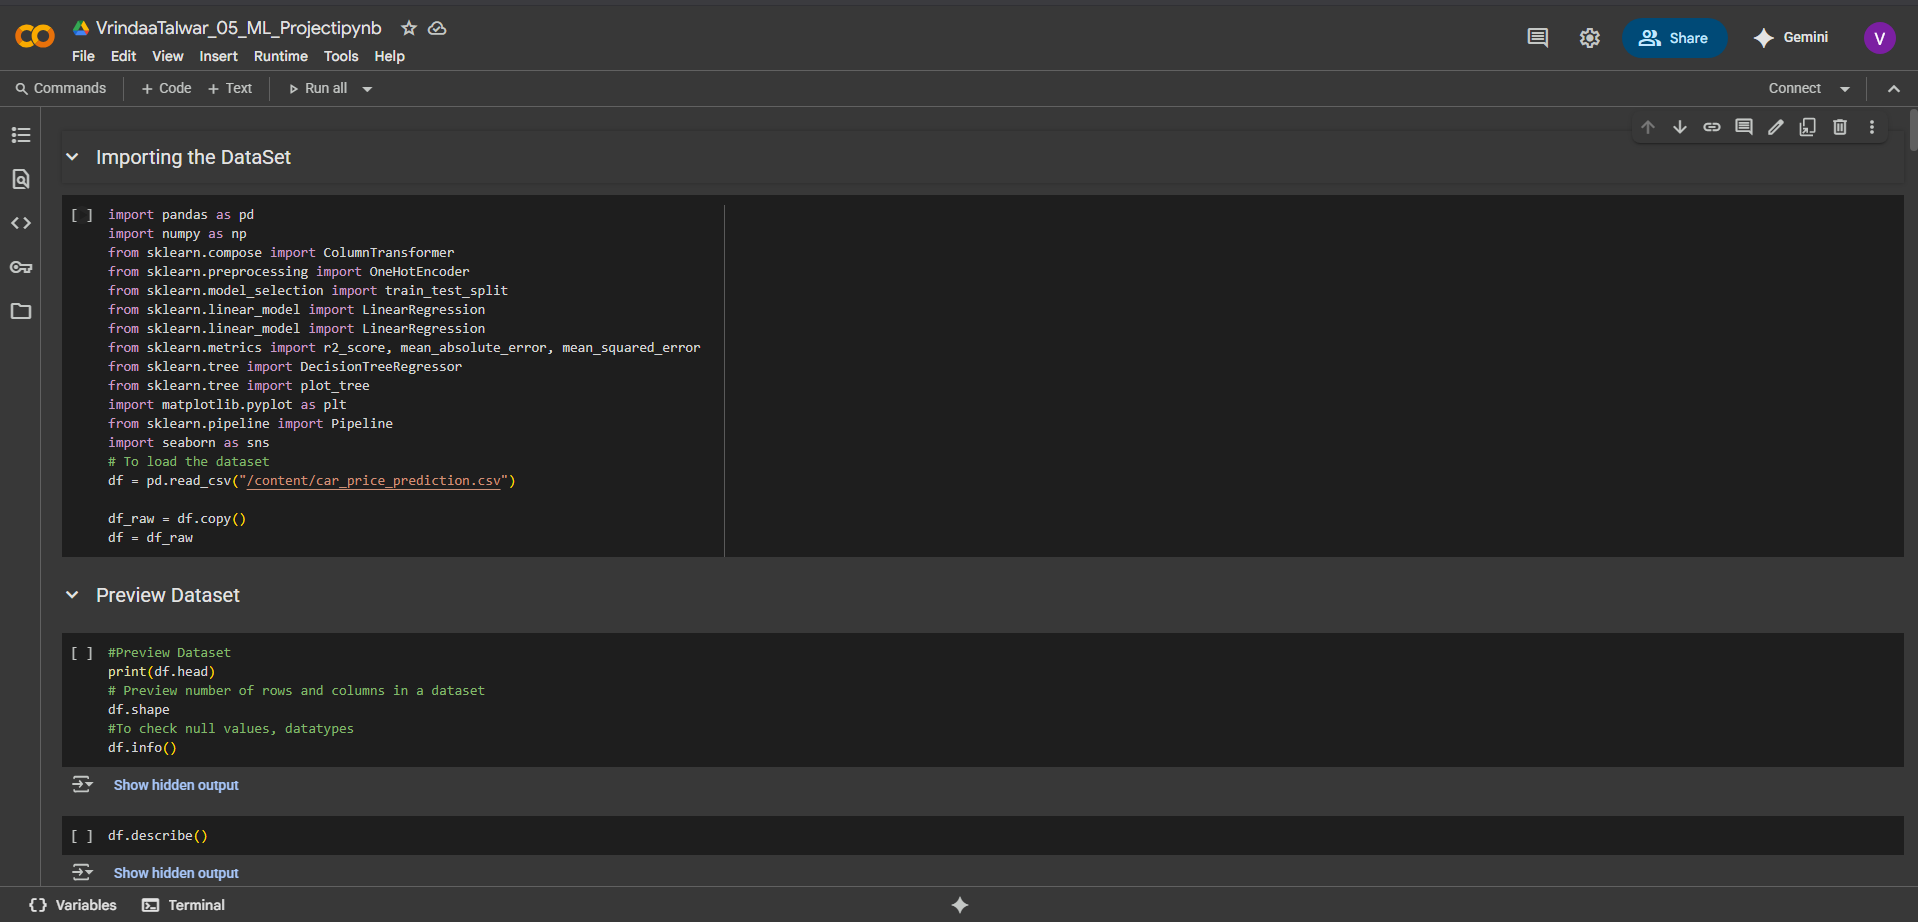 VrindaaTalwar_05_ML_Projectipynb
File Edit View Insert Runtime Tools Help
Share
Gemini
V
Commands + Code + Text Run all
Connect
Importing the DataSet
[ ] import pandas as pd
import numpy as np
from sklearn.compose import ColumnTransformer
from sklearn.preprocessing import OneHotEncoder
from sklearn.model_selection import train_test_split
from sklearn.linear_model import LinearRegression
from sklearn.linear_model import LinearRegression
from sklearn.metrics import r2_score, mean_absolute_error, mean_squared_error
from sklearn.tree import DecisionTreeRegressor
from sklearn.tree import plot_tree
import matplotlib.pyplot as plt
from sklearn.pipeline import Pipeline
import seaborn as sns
# To load the dataset
df = pd.read_csv("/content/car_price_prediction.csv")
df_raw = df.copy()
df = df_raw
Preview Dataset
[ ] #Preview Dataset
print(df.head)
# Preview number of rows and columns in a dataset
df.shape
#To check null values, datatypes
df.info()
Show hidden output
[ ] df.describe()
Show hidden output
Variables Terminal